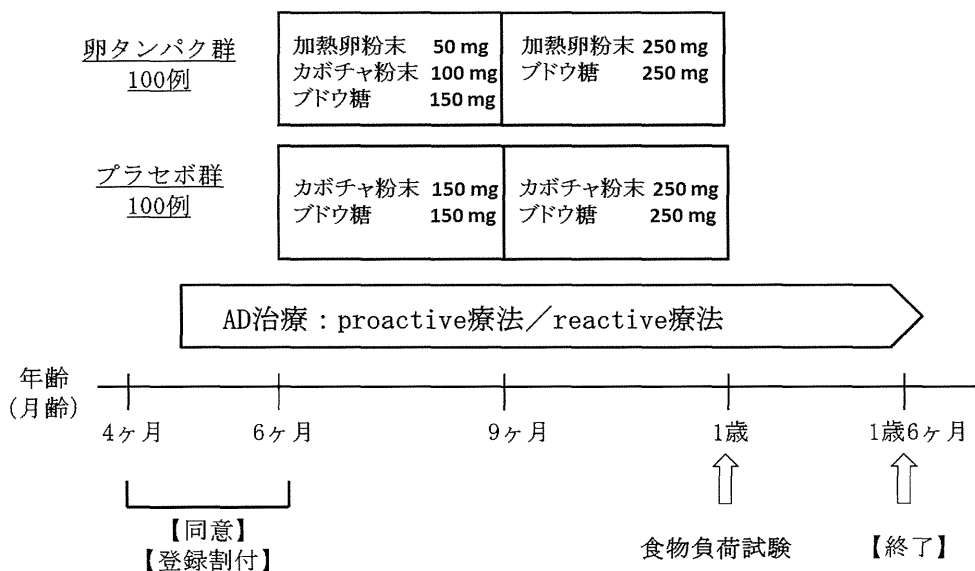 卵タンパク群
100例
加熱卵粉末 50 mg
カボチャ粉末 100 mg
ブドウ糖 150 mg
加熱卵粉末 250 mg
ブドウ糖 250 mg
プラセボ群
100例
カボチャ粉末 150 mg
ブドウ糖 150 mg
カボチャ粉末 250 mg
ブドウ糖 250 mg
AD治療：proactive療法／reactive療法
年齢
(月齢)
4ヶ月 6ヶ月 9ヶ月 1歳 1歳6ヶ月
【同意】
【登録割付】
食物負荷試験 【終了】